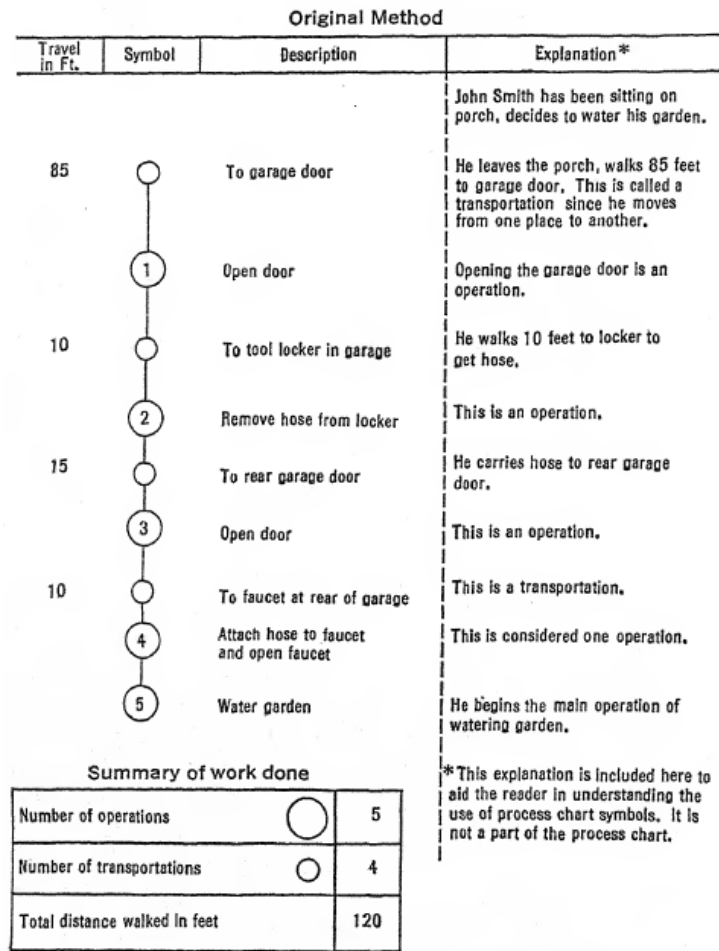 Original Method
Travel in Ft. Symbol Description Explanation*
John Smith has been sitting on
porch, decides to water his garden.
85 To garage door He leaves the porch, walks 85 feet
to garage door. This is called a
transportation since he moves
from one place to another.
1 Open door Opening the garage door is an
operation.
10 To tool locker in garage He walks 10 feet to locker to
get hose.
2 Remove hose from locker This is an operation.
15 To rear garage door He carries hose to rear garage
door.
3 Open door This is an operation.
10 To faucet at rear of garage This is a transportation.
4 Attach hose to faucet This is considered one operation.
and open faucet
5 Water garden He begins the main operation of
watering garden.
Summary of work done
Number of operations 5
Number of transportations 4
Total distance walked in feet 120
*This explanation is included here to
aid the reader in understanding the
use of process chart symbols. It is
not a part of the process chart.